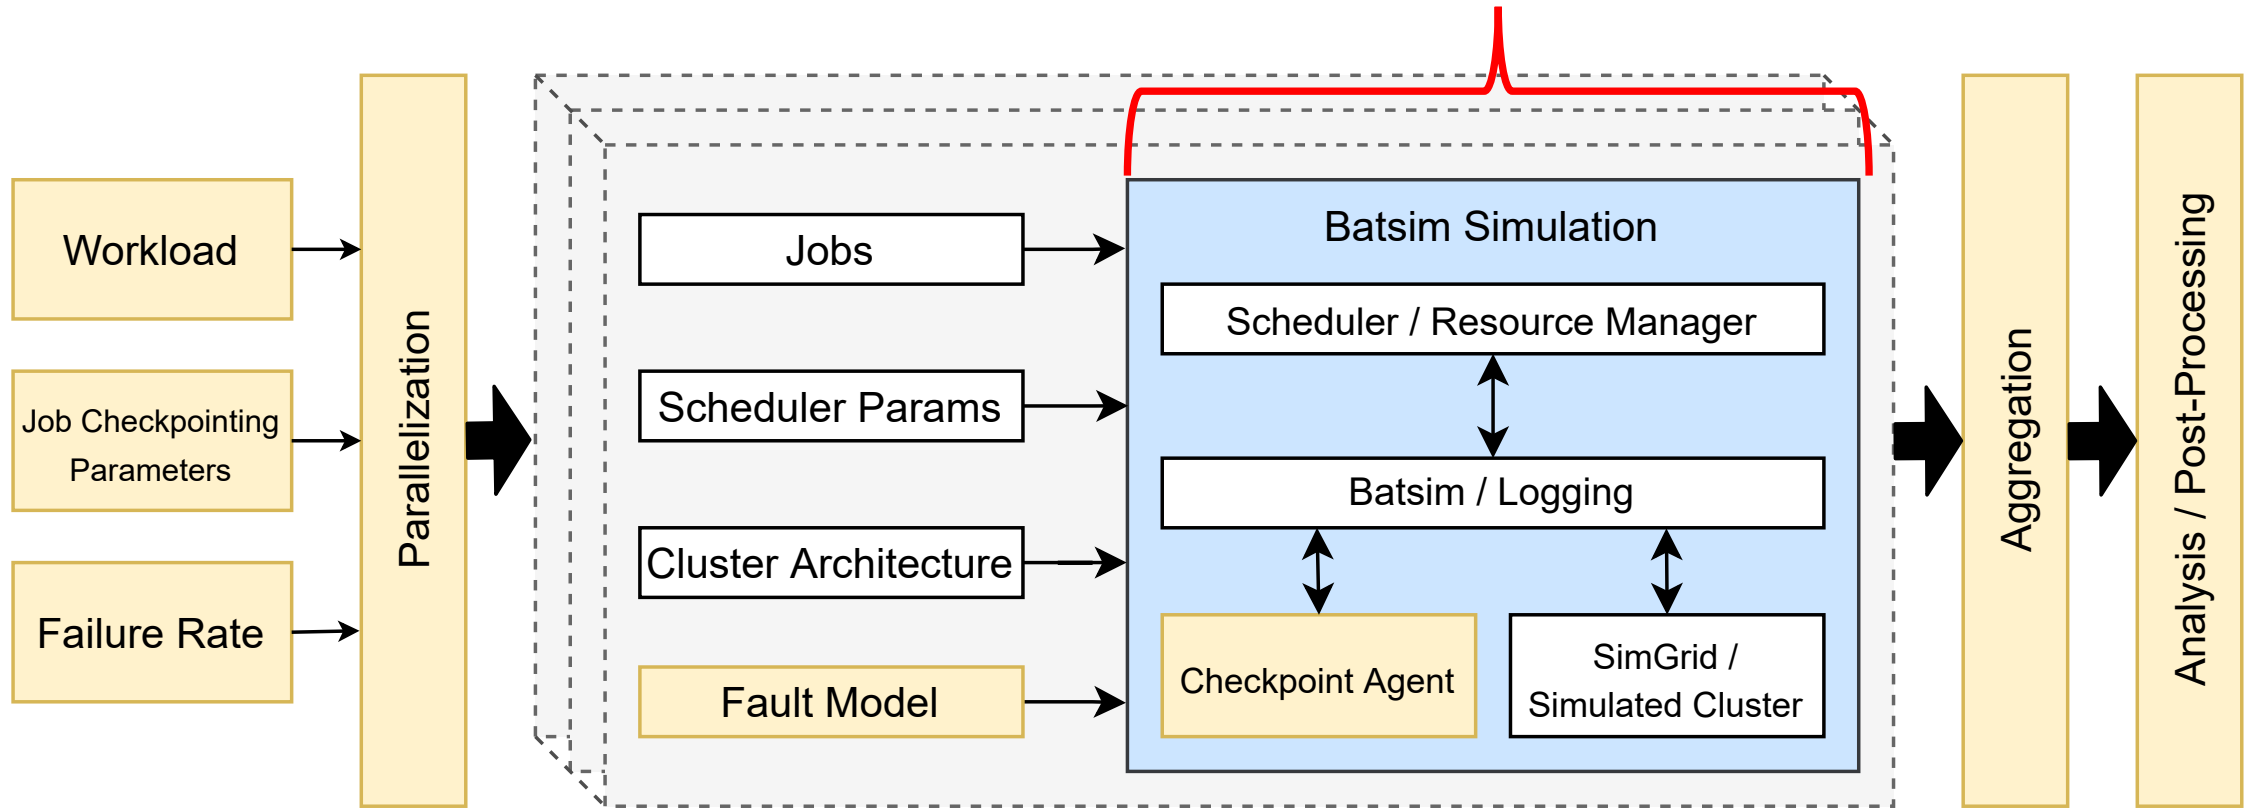 Workload
Job Checkpointing
Parameters
Failure Rate
Parallelization
Jobs
Scheduler Params
Cluster Architecture
Fault Model
Batsim Simulation
Scheduler / Resource Manager
Batsim / Logging
Checkpoint Agent
SimGrid /
Simulated Cluster
Aggregation
Analysis / Post-Processing